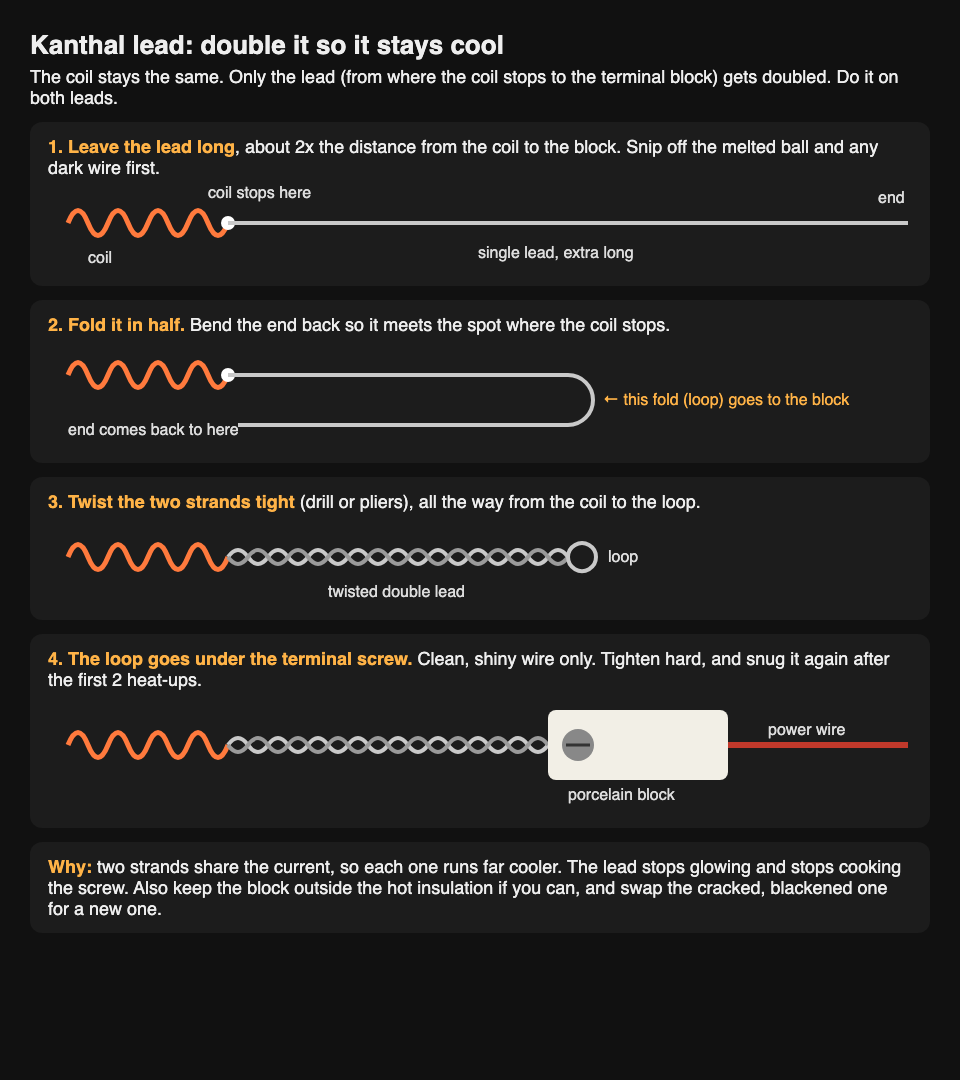 Kanthal lead: double it so it stays cool
The coil stays the same. Only the lead (from where the coil stops to the terminal block) gets doubled. Do it on
both leads.
1. Leave the lead long, about 2x the distance from the coil to the block. Snip off the melted ball and any
dark wire first.
coil stops here
end
coil
single lead, extra long
2. Fold it in half. Bend the end back so it meets the spot where the coil stops.
← this fold (loop) goes to the block
end comes back to here
3. Twist the two strands tight (drill or pliers), all the way from the coil to the loop.
loop
twisted double lead
4. The loop goes under the terminal screw. Clean, shiny wire only. Tighten hard, and snug it again after
the first 2 heat-ups.
power wire
porcelain block
Why: two strands share the current, so each one runs far cooler. The lead stops glowing and stops cooking
the screw. Also keep the block outside the hot insulation if you can, and swap the cracked, blackened one
for a new one.